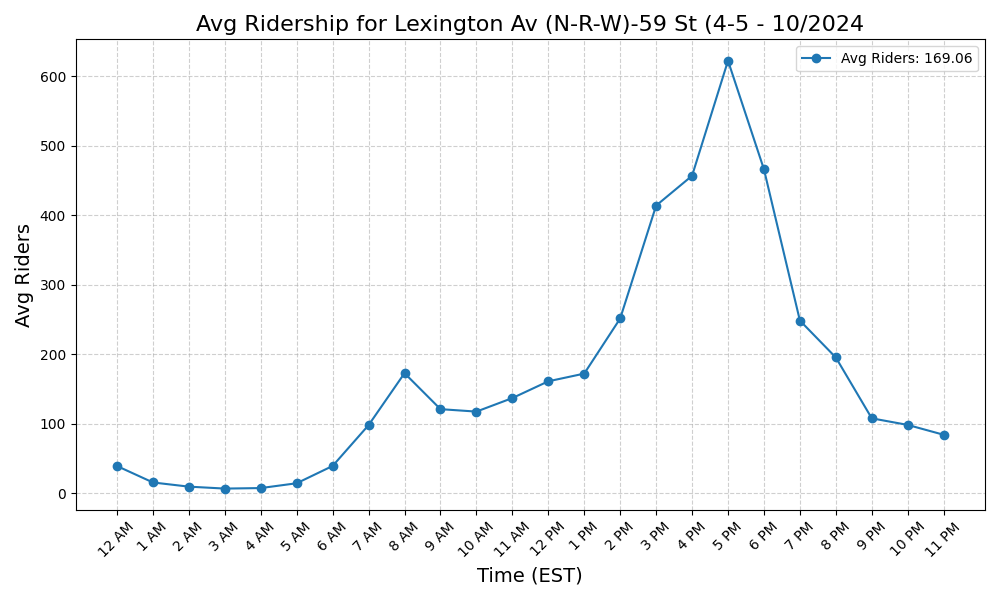 Avg Ridership for Lexington Av (N-R-W)-59 St (4-5 - 10/2024
Avg Riders: 169.06
Avg Riders
600
500
400
300
200
100
0
12 AM
1 AM
2 AM
3 AM
4 AM
5 AM
6 AM
7 AM
8 AM
9 AM
10 AM
11 AM
12 PM
1 PM
2 PM
3 PM
4 PM
5 PM
6 PM
7 PM
8 PM
9 PM
10 PM
11 PM
Time (EST)